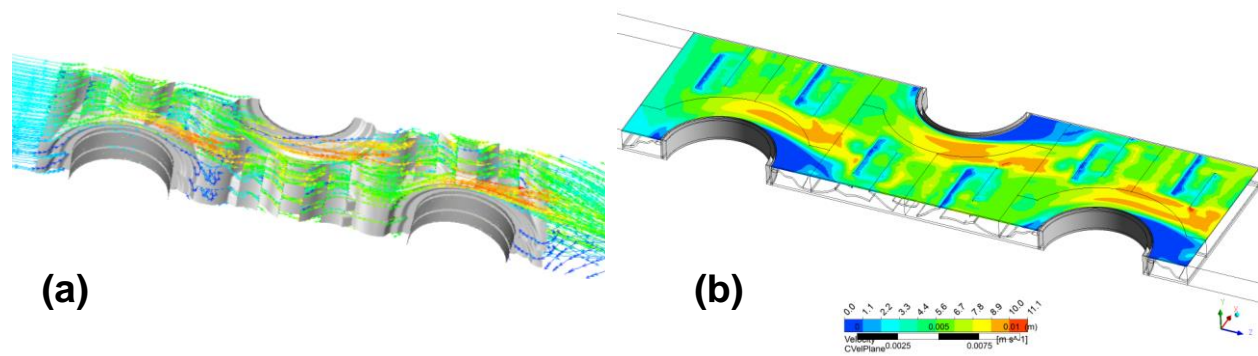 (a)
(b)
0.0 1.1 2.2 3.3 4.4 5.6 6.7 7.8 8.9 10.0 11.1
0 0.005 0.01 (m)
Velocity 0.0025 0.0075 [m s^-1]
CVelPlane
Y
X
Z